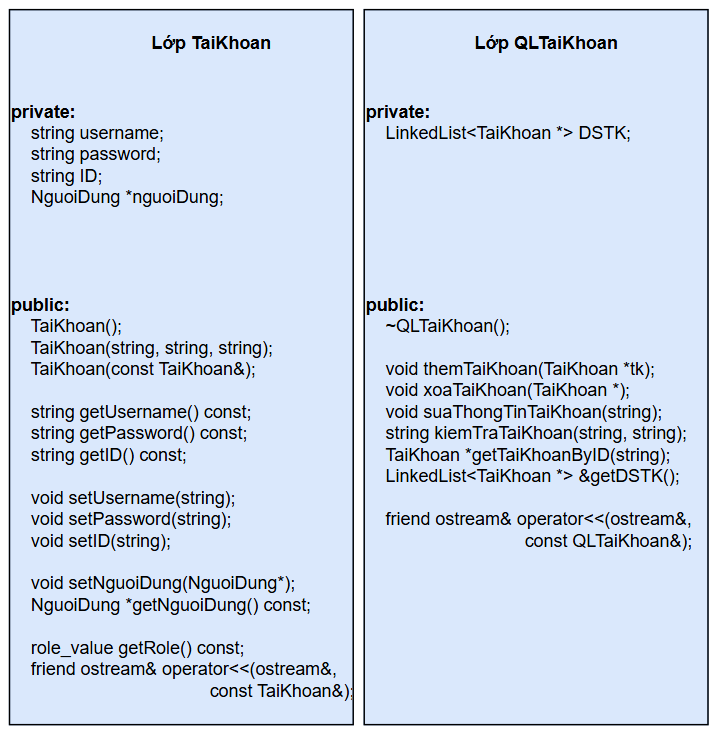 Lớp TaiKhoan
private:
string username;
string password;
string ID;
NguoiDung *nguoiDung;
public:
TaiKhoan();
TaiKhoan(string, string, string);
TaiKhoan(const TaiKhoan&);
string getUsername() const;
string getPassword() const;
string getID() const;
void setUsername(string);
void setPassword(string);
void setID(string);
void setNguoiDung(NguoiDung*);
NguoiDung *getNguoiDung() const;
role_value getRole() const;
friend ostream& operator<<(ostream&,
const TaiKhoan&);
Lớp QLTaiKhoan
private:
LinkedList<TaiKhoan *> DSTK;
public:
~QLTaiKhoan();
void themTaiKhoan(TaiKhoan *tk);
void xoaTaiKhoan(TaiKhoan *);
void suaThongTinTaiKhoan(string);
string kiemTraTaiKhoan(string, string);
TaiKhoan *getTaiKhoanByID(string);
LinkedList<TaiKhoan *> &getDSTK();
friend ostream& operator<<(ostream&,
const QLTaiKhoan&);